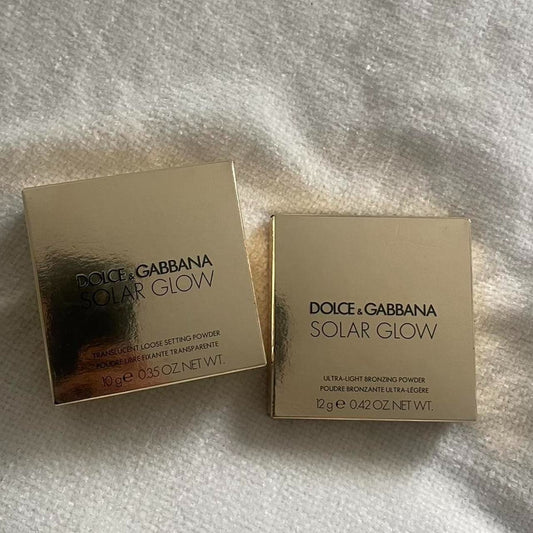 DOLCE & GABBANA
SOLAR GLOW
TRANSLUCENT LOOSE SETTING POWDER
POUDRE LIBRE FIXANTE TRANSPARENTE
10 g e 0.35 OZ. NET WT.
DOLCE & GABBANA
SOLAR GLOW
ULTRA-LIGHT BRONZING POWDER
POUDRE BRONZANTE ULTRA-LÉGÈRE
12 g e 0.42 OZ. NET WT.